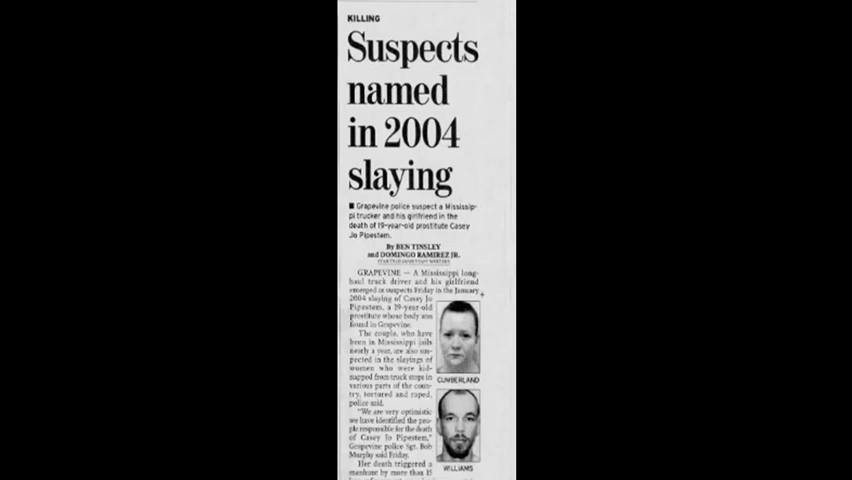 KILLING
Suspects
named
in 2004
slaying
■ Grapevine police suspect a Mississip-
pi trucker and his girlfriend in the
death of 19-year-old prostitute Casey
Jo Pipestem.
By BEN TINSLEY
and DOMINGO RAMIREZ JR.
STAR-TELEGRAM STAFF WRITERS
GRAPEVINE — A Mississippi long-
haul truck driver and his girlfriend
emerged as suspects Friday in the January
2004 slaying of Casey Jo
Pipestem, a 19-year-old
prostitute whose body was
found in Grapevine.
The couple, who have
been in Mississippi jails
nearly a year, are also sus-
pected in the slayings of
women who were kid-
napped from truck stops in
various parts of the coun-
try, tortured and raped,
police said.
"We are very optimistic
we have identified the peo-
ple responsible for the death
of Casey Jo Pipestem,"
Grapevine police Sgt. Bob
Murphy said Friday.
Her death triggered a
manhunt by more than 15
CUMBERLAND
WILLIAMS